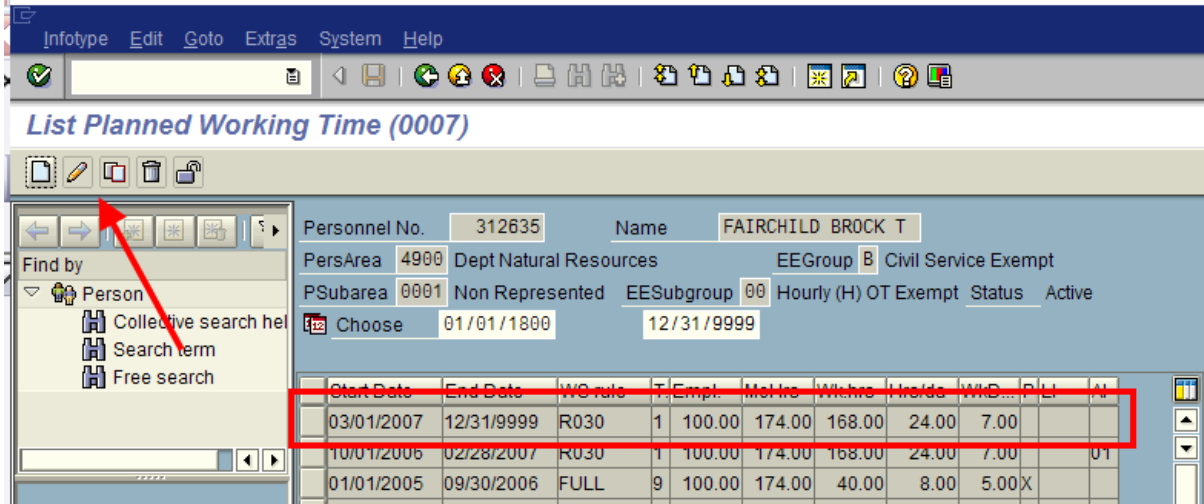 Infotype Edit Goto Extras System Help
List Planned Working Time (0007)
Personnel No. 312635 Name FAIRCHILD BROCK T
Find by
PersArea 4900 Dept Natural Resources EEGroup B Civil Service Exempt
Person
PSubarea 0001 Non Represented EESubgroup 00 Hourly (H) OT Exempt Status Active
Collective search hel
Choose 01/01/1800 12/31/9999
Search term
Free search
Start Date End Date WS rule T. Empl. Wk.hrs Hrs/da WkD... P AI
03/01/2007 12/31/9999 R030 1 100.00 174.00 168.00 24.00 7.00
10/01/2006 02/28/2007 R030 1 100.00 174.00 168.00 24.00 7.00 01
01/01/2005 09/30/2006 FULL 9 100.00 174.00 40.00 8.00 5.00 X